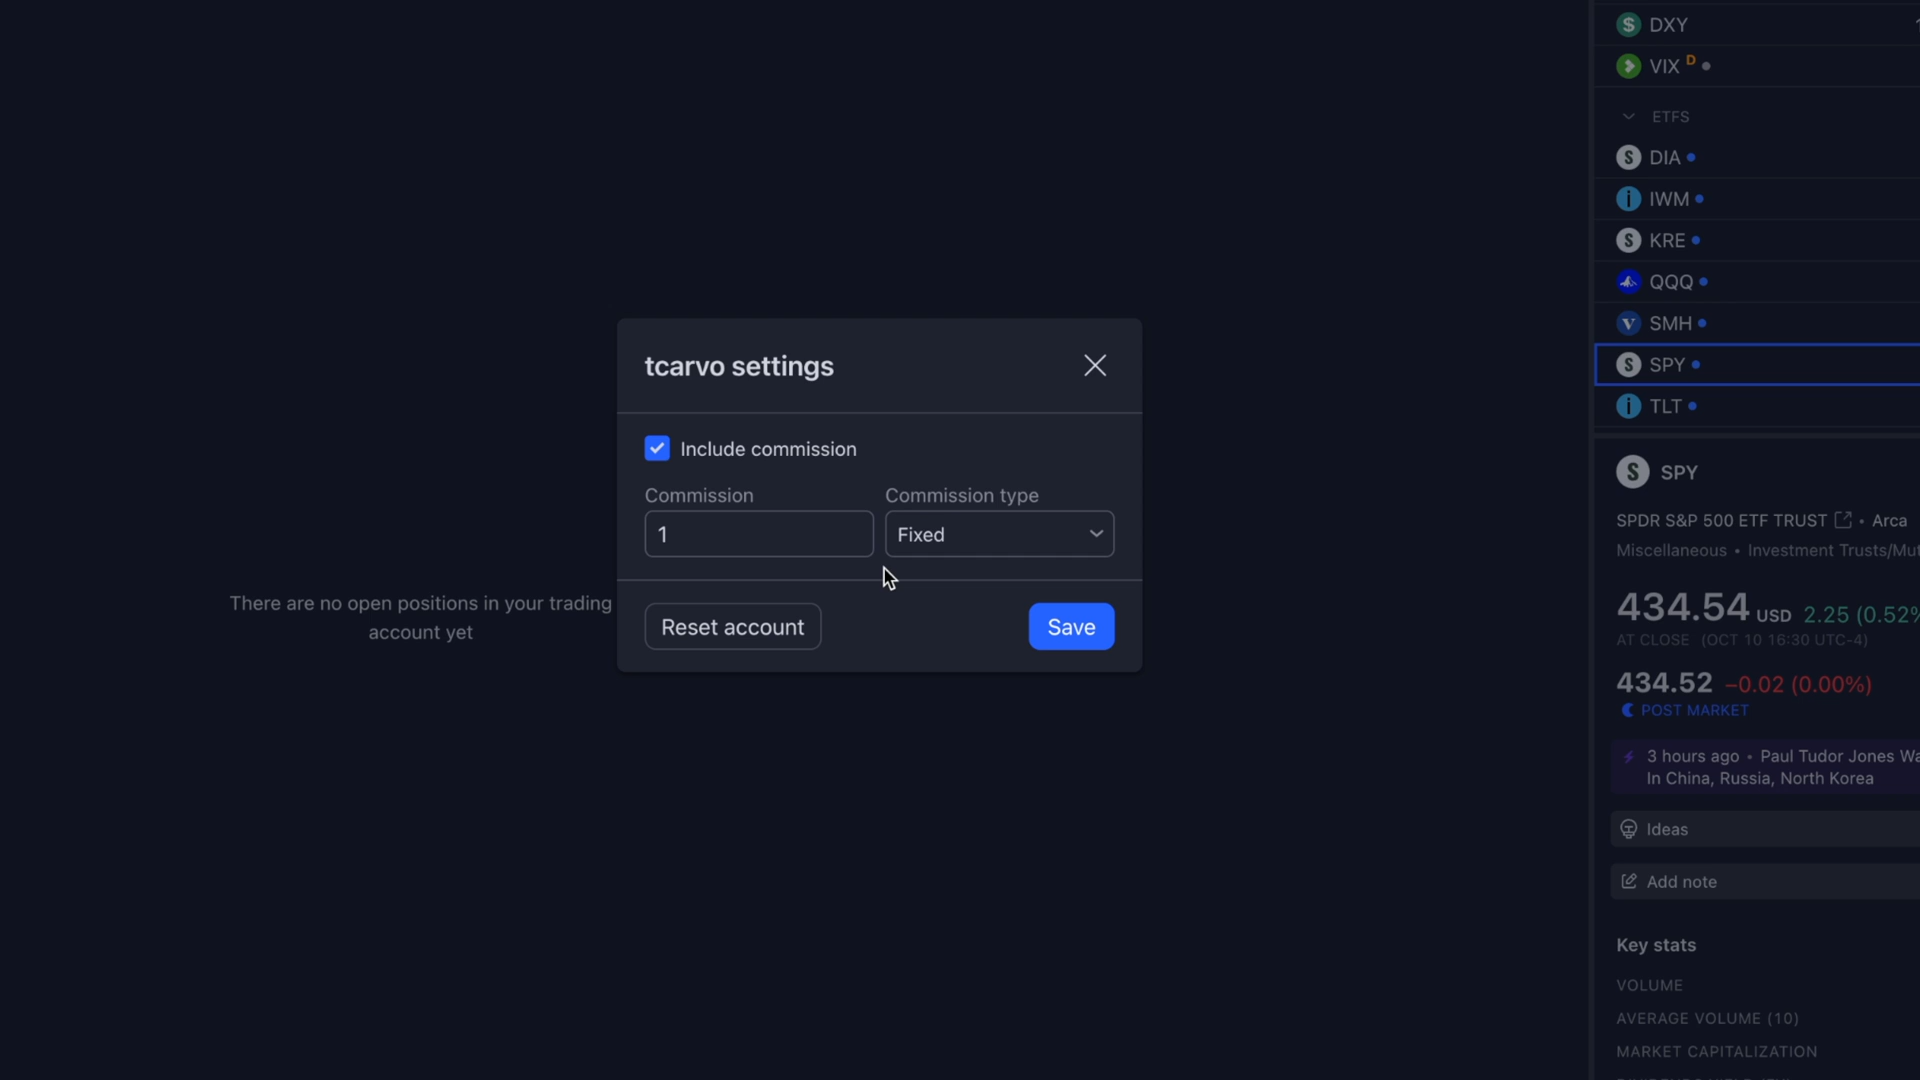 DXY
VIX D
ETFS
DIA
IWM
KRE
QQQ
SMH
SPY
TLT
tcarvo settings
Include commission
Commission
Commission type
1
Fixed
Reset account
Save
There are no open positions in your trading
account yet
SPY
SPDR S&P 500 ETF TRUST • Arca
Miscellaneous • Investment Trusts/Mut
434.54 USD 2.25 (0.52%
AT CLOSE (OCT 10 16:30 UTC-4)
434.52 −0.02 (0.00%)
POST MARKET
3 hours ago • Paul Tudor Jones Wa
In China, Russia, North Korea
Ideas
Add note
Key stats
VOLUME
AVERAGE VOLUME (10)
MARKET CAPITALIZATION